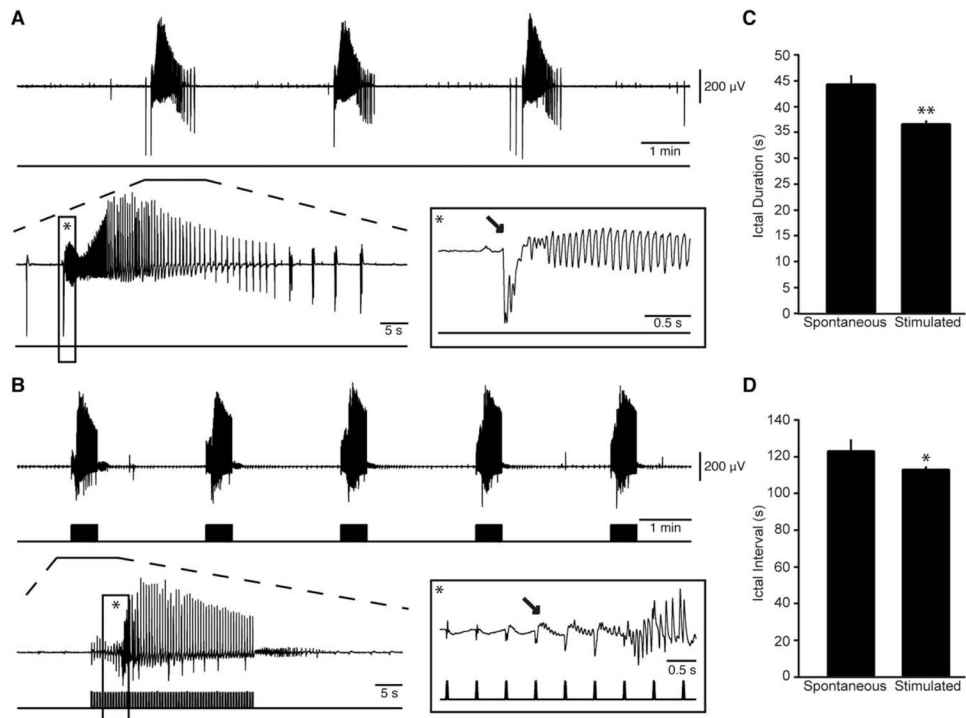 A
200 µV
1 min
*
5 s
*
0.5 s
B
200 µV
1 min
*
5 s
*
0.5 s
C
Ictal Duration (s)
50
45
40
35
30
25
20
15
10
5
0
**
Spontaneous Stimulated
D
Ictal Interval (s)
140
120
100
80
60
40
20
0
*
Spontaneous Stimulated